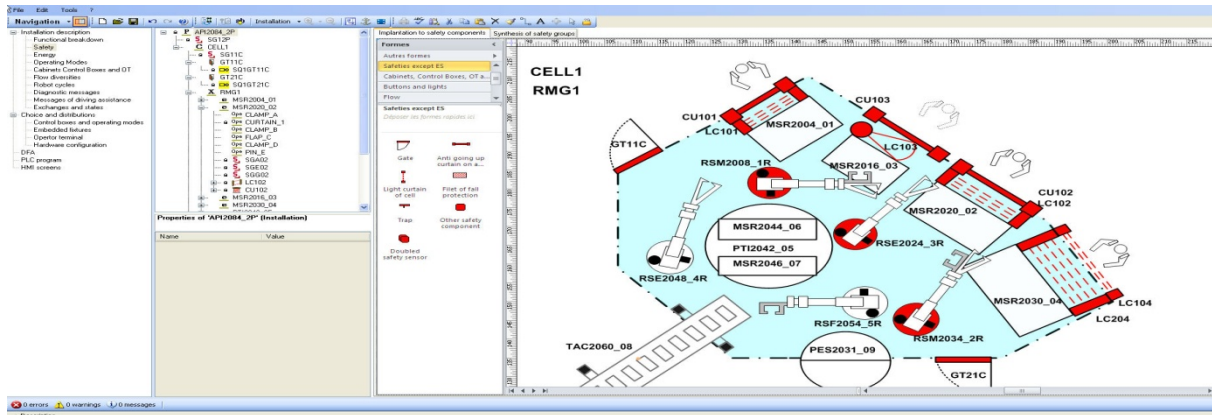 File Edit Tools ?
Navigation
Installation
Installation description
Functional breakdown
Safety
Energy
Operating Modes
Cabinets Control Boxes and OT
Flow diversities
Robot cycles
Diagnostic messages
Messages of driving assistance
Exchanges and states
Choice and distributions
Control boxes and operating modes
Embedded fixtures
Opertor terminal
Hardware configuration
DFA
PLC program
HMI screens
P API2084_2P
SG12P
SG11C
C CELL1
GT11C
SQ1GT11C
GT21C
SQ1GT21C
X RMG1
MSR2004_01
MSR2020_02
Ope CLAMP_A
Ope CURTAIN_1
Ope CLAMP_B
Ope FLAP_C
Ope CLAMP_D
Ope PIN_E
SGA02
SGE02
SGG02
LC102
CU102
MSR2016_03
MSR2030_04
Properties of 'API2084_2P' (Installation)
Name Value
Implantation to safety components
Synthesis of safety groups
Formes
Autres formes
Safeties except ES
Cabinets, Control Boxes, OT a...
Buttons and lights
Flow
Safeties except ES
Gate
Anti going up
curtain on a...
Light curtain
of cell
Filet of fall
protection
Trap
Other safety
component
Doubled
safety sensor
CELL1
RMG1
CU101
LC101
MSR2004_01
CU103
LC103
GT11C
RSM2008_1R
MSR2016_03
CU102
LC102
MSR2020_02
MSR2044_06
PTI2042_05
MSR2046_07
RSE2024_3R
RSE2048_4R
MSR2030_04
LC104
LC204
RSF2054_5R
RSM2034_2R
TAC2060_08
PES2031_09
GT21C
0 errors 0 warnings 0 messages